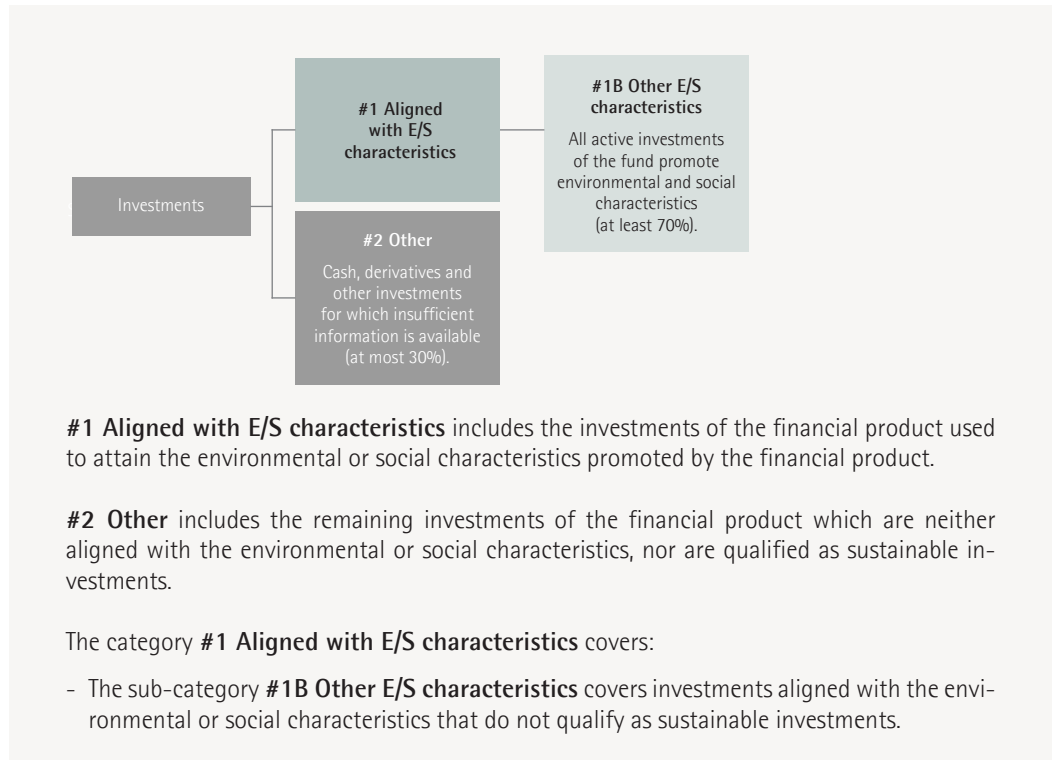 #1 Aligned
with E/S
characteristics
#1B Other E/S
characteristics
All active investments
of the fund promote
environmental and social
characteristics
(at least 70%).
Investments
#2 Other
Cash, derivatives and
other investments
for which insufficient
information is available
(at most 30%).
#1 Aligned with E/S characteristics includes the investments of the financial product used
to attain the environmental or social characteristics promoted by the financial product.
#2 Other includes the remaining investments of the financial product which are neither
aligned with the environmental or social characteristics, nor are qualified as sustainable in-
vestments.
The category #1 Aligned with E/S characteristics covers:
- The sub-category #1B Other E/S characteristics covers investments aligned with the envi-
ronmental or social characteristics that do not qualify as sustainable investments.